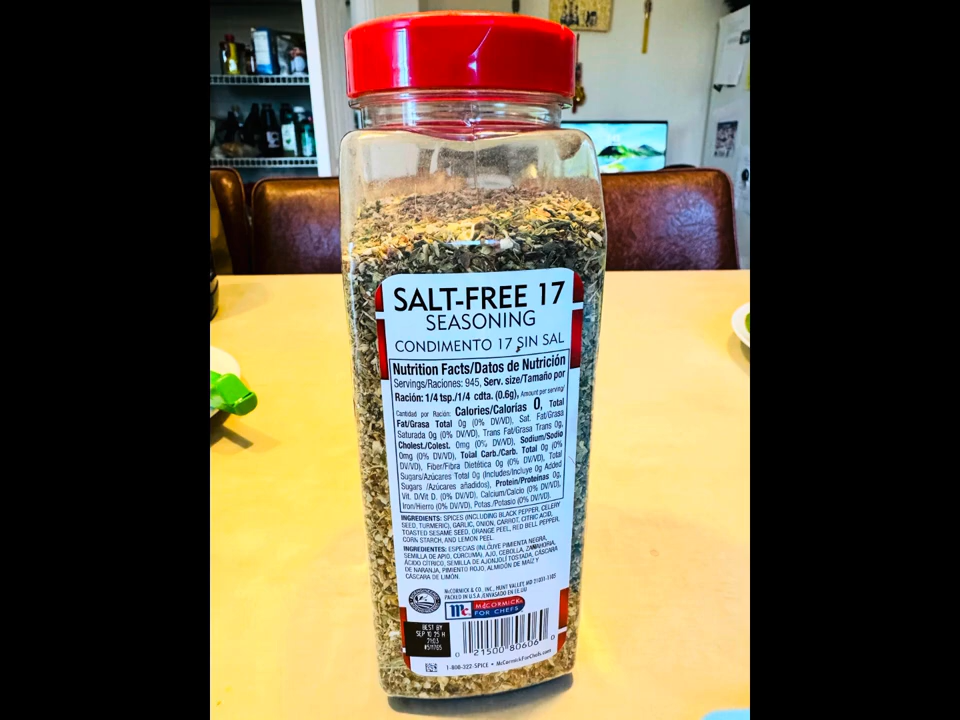 SALT-FREE 17
SEASONING
CONDIMENTO 17 SIN SAL
Nutrition Facts/Datos de Nutrición
Servings/Raciones: 945, Serv. size/Tamaño por
Ración: 1/4 tsp./1/4 cdta. (0.6g), Amount per serving/
Cantidad por Ración: Calories/Calorías 0, Total
Fat/Grasa Total 0g (0% DV/VD), Sat. Fat/Grasa
Saturada 0g (0% DV/VD), Trans Fat/Grasa Trans 0g,
Cholest./Colest. 0mg (0% DV/VD), Sodium/Sodio
0mg (0% DV/VD), Total Carb./Carb. Total 0g (0%
DV/VD), Fiber/Fibra Dietética 0g (0% DV/VD), Total
Sugars/Azúcares Total 0g (Includes/Incluye 0g Added
Sugars /Azúcares añadidos), Protein/Proteínas 0g,
Vit. D/Vit D. (0% DV/VD), Calcium/Calcio (0% DV/VD),
Iron/Hierro (0% DV/VD), Potas./Potasio (0% DV/VD).
INGREDIENTS: SPICES (INCLUDING BLACK PEPPER, CELERY
SEED, TURMERIC), GARLIC, ONION, CARROT, CITRIC ACID,
TOASTED SESAME SEED, ORANGE PEEL, RED BELL PEPPER,
CORN STARCH, AND LEMON PEEL.
INGREDIENTES: ESPECIAS (INCLUYE PIMIENTA NEGRA,
SEMILLA DE APIO, CÚRCUMA), AJO, CEBOLLA, ZANAHORIA,
ÁCIDO CÍTRICO, SEMILLA DE AJONJOLÍ TOSTADA, CÁSCARA
DE NARANJA, PIMIENTO ROJO, ALMIDÓN DE MAÍZ Y
CÁSCARA DE LIMÓN.
McCORMICK & CO., INC., HUNT VALLEY, MD 21031-1105
PACKED IN U.S.A./ENVASADO EN EE.UU
Mc McCORMICK
FOR CHEFS
BEST BY
SEP 10 25 H
2103
0 21500 80606 0
1-800-322-SPICE • McCormickForChefs.com